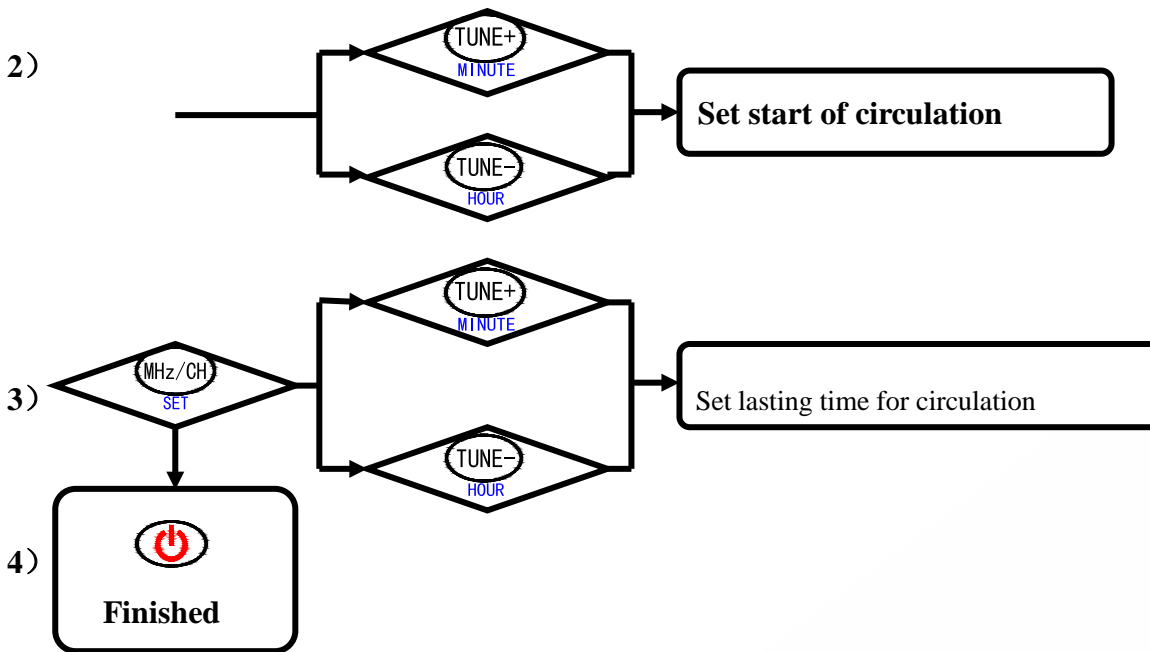 TUNE+
2）
MINUTE
Set start of circulation
TUNE-
HOUR
TUNE+
MINUTE
MHz/CH
3）
SET
Set lasting time for circulation
TUNE-
HOUR
4）
Finished